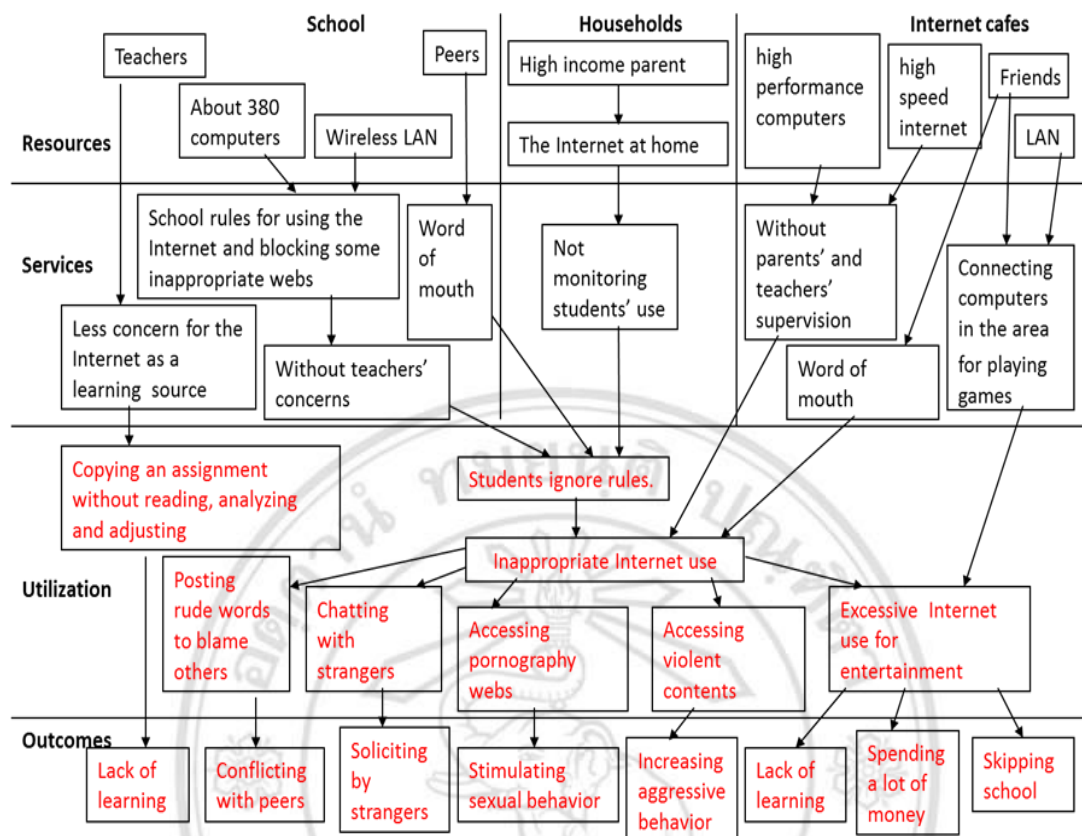 School
Households
Internet cafes
Teachers
Peers
High income parent
high
performance
computers
high
speed
internet
Friends
About 380
computers
Wireless LAN
The Internet at home
LAN
Resources
School rules for using the
Internet and blocking some
inappropriate webs
Word
of
mouth
Not
monitoring
students’ use
Without
parents’ and
teachers’
supervision
Connecting
computers
in the area
for playing
games
Services
Less concern for the
Internet as a
learning source
Without teachers’
concerns
Word of
mouth
Copying an assignment
without reading, analyzing
and adjusting
Students ignore rules.
Inappropriate Internet use
Utilization
Posting
rude words
to blame
others
Chatting
with
strangers
Accessing
pornography
webs
Accessing
violent
contents
Excessive Internet
use for
entertainment
Outcomes
Lack of
learning
Conflicting
with peers
Soliciting
by
strangers
Stimulating
sexual behavior
Increasing
aggressive
behavior
Lack of
learning
Spending
a lot of
money
Skipping
school